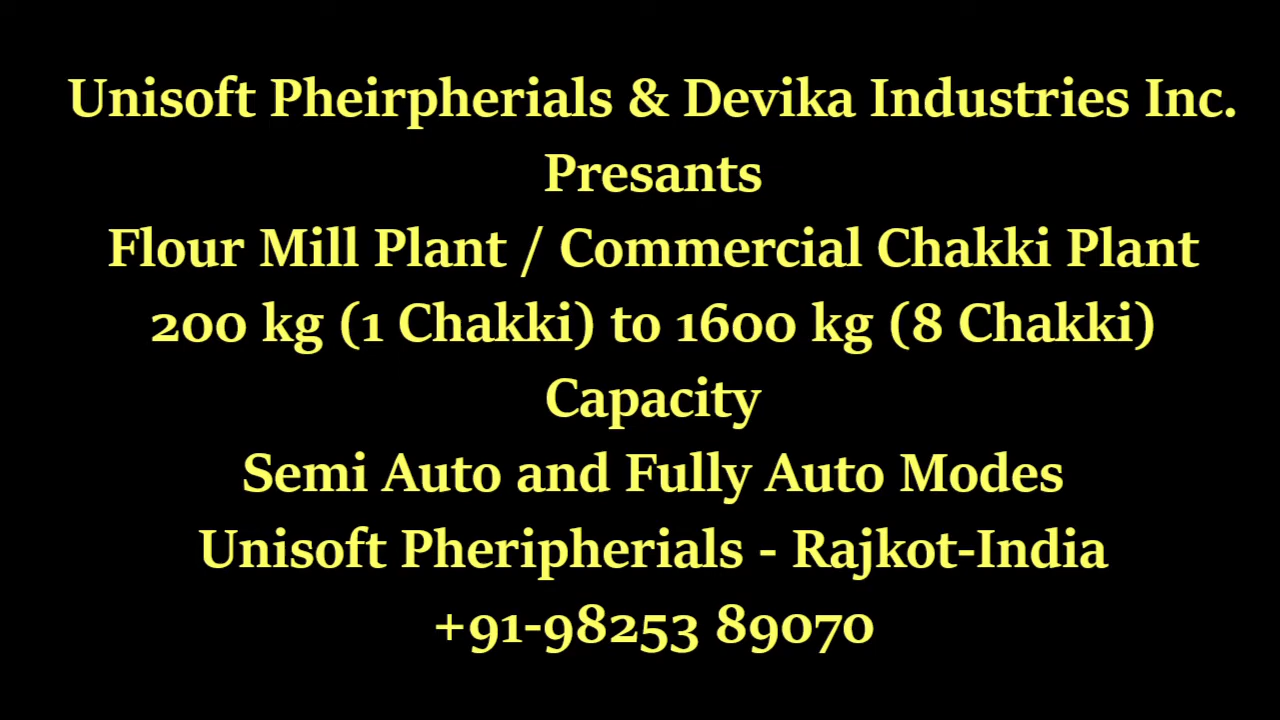 Unisoft Pheirpherials & Devika Industries Inc.
Presants
Flour Mill Plant / Commercial Chakki Plant
200 kg (1 Chakki) to 1600 kg (8 Chakki)
Capacity
Semi Auto and Fully Auto Modes
Unisoft Pheripherials - Rajkot-India
+91-98253 89070